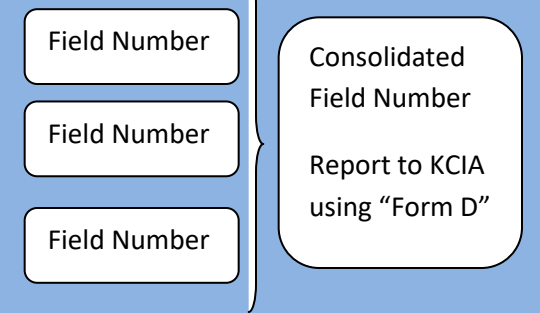 Field Number
Field Number
Field Number
Consolidated
Field Number
Report to KCIA
using “Form D”